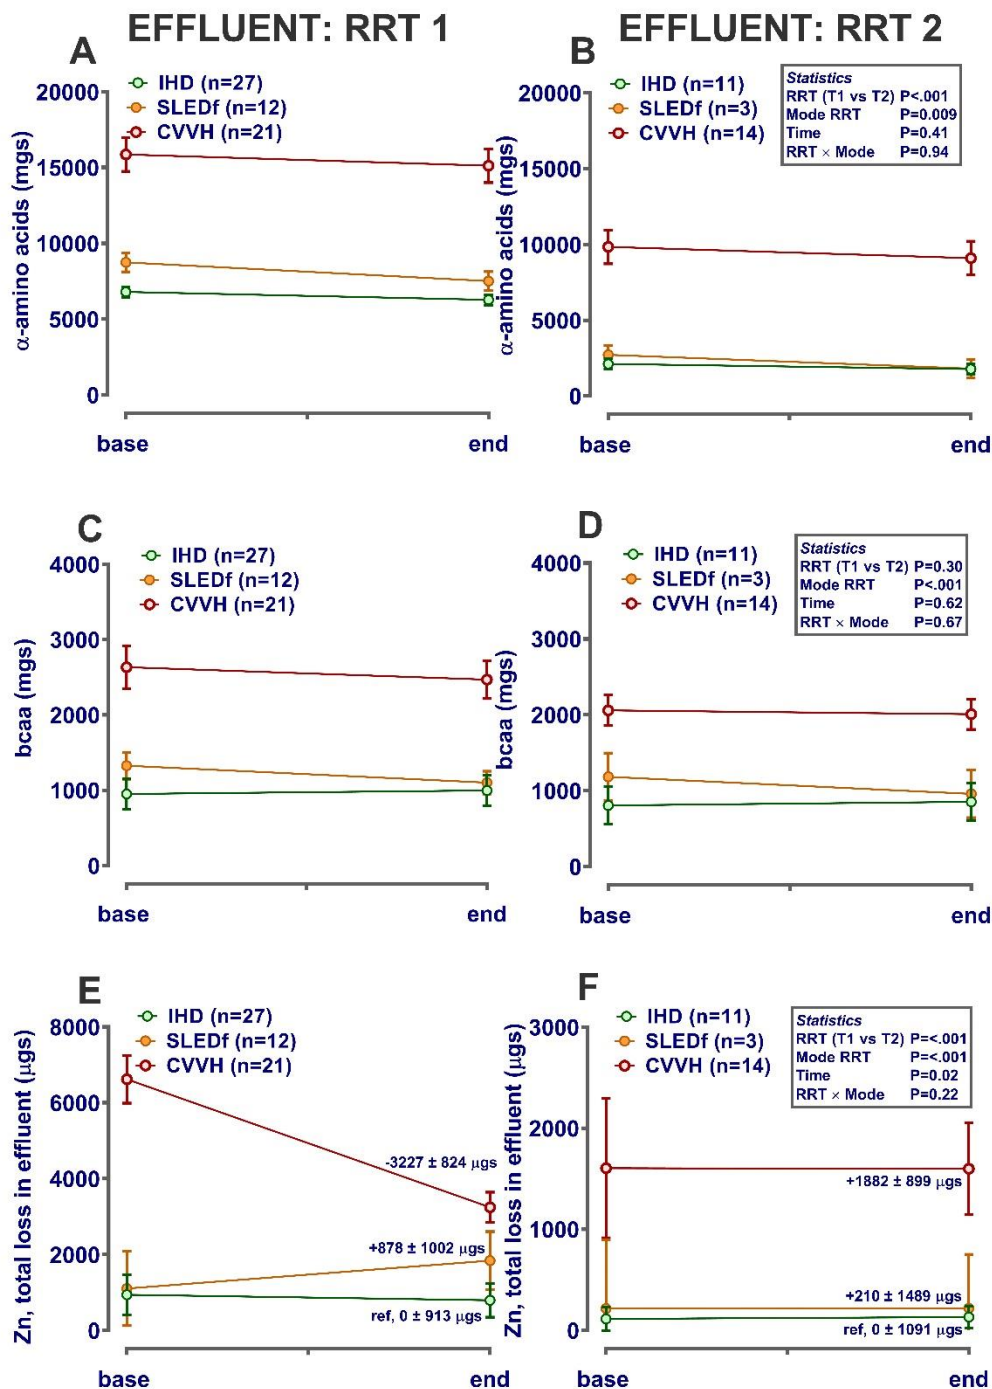 EFFLUENT: RRT 1
EFFLUENT: RRT 2
A
IHD (n=27)
SLEDf (n=12)
CVVH (n=21)
α-amino acids (mgs)
20000
15000
10000
5000
0
base
end
B
IHD (n=11)
SLEDf (n=3)
CVVH (n=14)
Statistics
RRT (T1 vs T2) P<.001
Mode RRT P=0.009
Time P=0.41
RRT × Mode P=0.94
α-amino acids (mgs)
20000
15000
10000
5000
0
base
end
C
IHD (n=27)
SLEDf (n=12)
CVVH (n=21)
bcaa (mgs)
4000
3000
2000
1000
0
base
end
D
IHD (n=11)
SLEDf (n=3)
CVVH (n=14)
Statistics
RRT (T1 vs T2) P=0.30
Mode RRT P<.001
Time P=0.62
RRT × Mode P=0.67
bcaa (mgs)
4000
3000
2000
1000
0
base
end
E
IHD (n=27)
SLEDf (n=12)
CVVH (n=21)
Zn, total loss in effluent (μgs)
8000
6000
4000
2000
0
-3227 ± 824 μgs
+878 ± 1002 μgs
ref, 0 ± 913 μgs
base
end
F
IHD (n=11)
SLEDf (n=3)
CVVH (n=14)
Statistics
RRT (T1 vs T2) P=<.001
Mode RRT P=<.001
Time P=0.02
RRT × Mode P=0.22
Zn, total loss in effluent (μgs)
3000
2000
1000
0
+1882 ± 899 μgs
+210 ± 1489 μgs
ref, 0 ± 1091 μgs
base
end